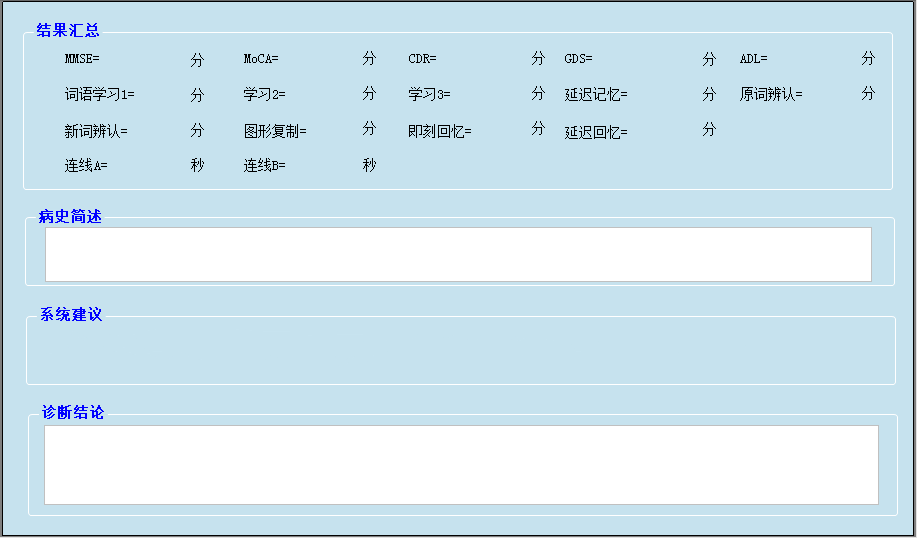 结果汇总
MMSE= 分 MoCA= 分 CDR= 分 GDS= 分 ADL= 分
词语学习1= 分 学习2= 分 学习3= 分 延迟记忆= 分 原词辨认= 分
新词辨认= 分 图形复制= 分 即刻回忆= 分 延迟回忆= 分
连线A= 秒 连线B= 秒
病史简述
系统建议
诊断结论